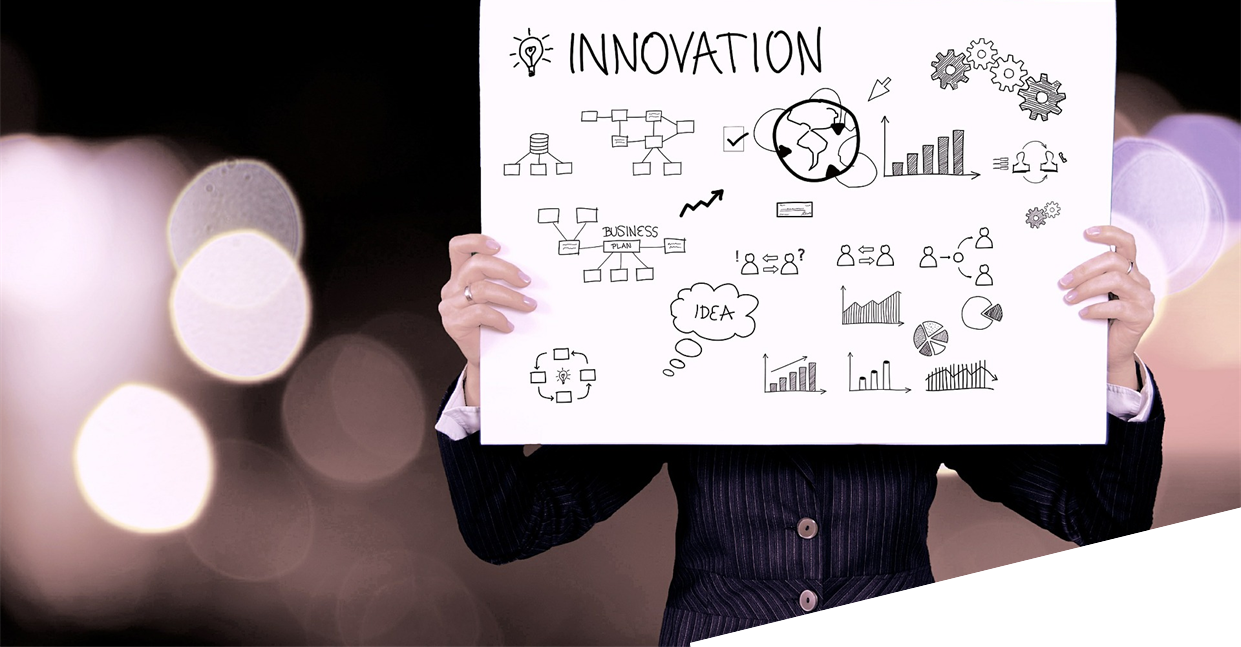 INNOVATION
BUSINESS
PLAN
! ?
IDEA